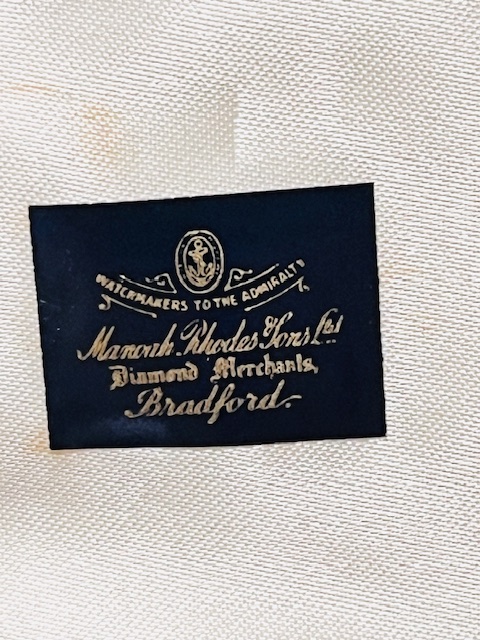 WATCHMAKERS TO THE ADMIRALTY
Manoah Rhodes & Sons Ltd.
Diamond Merchants,
Bradford.